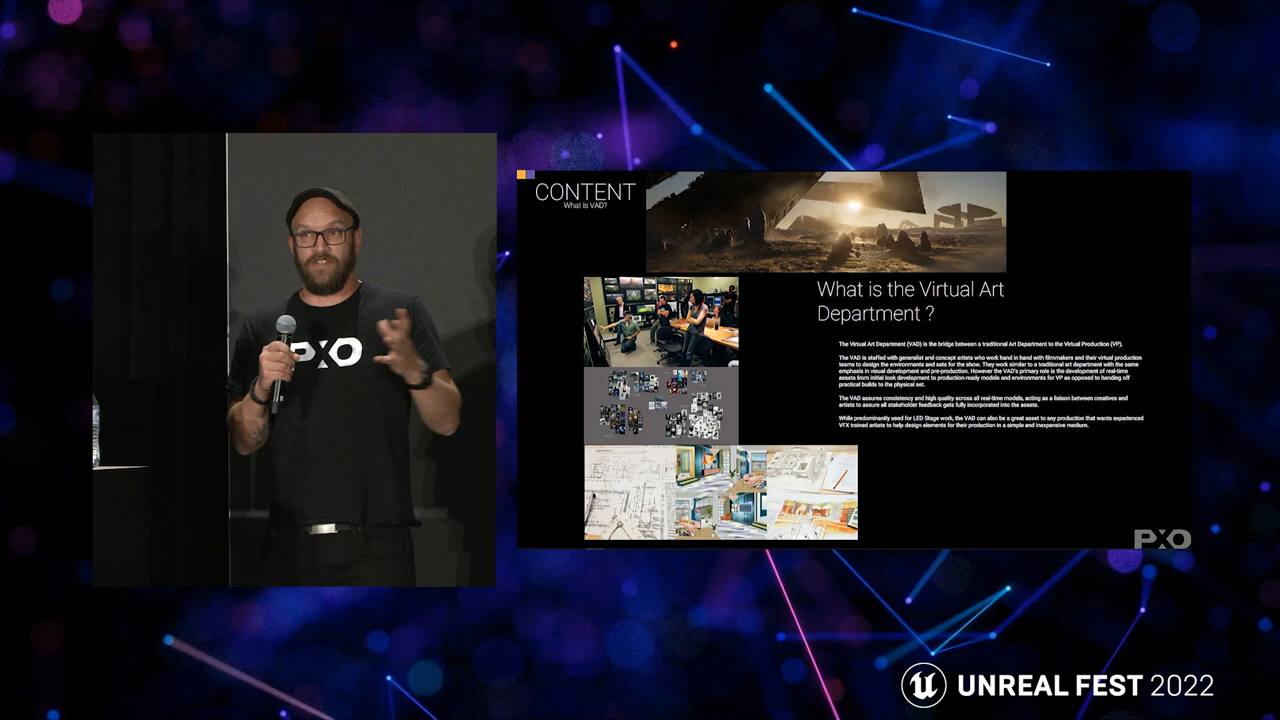 CONTENT
What is VAD?
What is the Virtual Art
Department ?
The Virtual Art Department (VAD) is the bridge between a traditional Art Department to the Virtual Production (VP).
The VAD is staffed with generalist and concept artists who work hand in hand with filmmakers and their virtual production
teams to design the environments and sets for the show. They work similar to a traditional art department with the same
emphasis in visual development and pre-production. However the VAD's primary role is the development of real-time
assets from initial look development to production-ready models and environments for VP as opposed to handing off
practical builds to the physical set.
The VAD assures consistency and high quality across all real-time models, acting as a liaison between creatives and
artists to assure all stakeholder feedback gets fully incorporated into the assets.
While predominantly used for LED Stage work, the VAD can also be a great asset to any production that wants experienced
VFX trained artists to help design elements for their production in a simple and inexpensive medium.
PXO
PXO
UNREAL FEST 2022